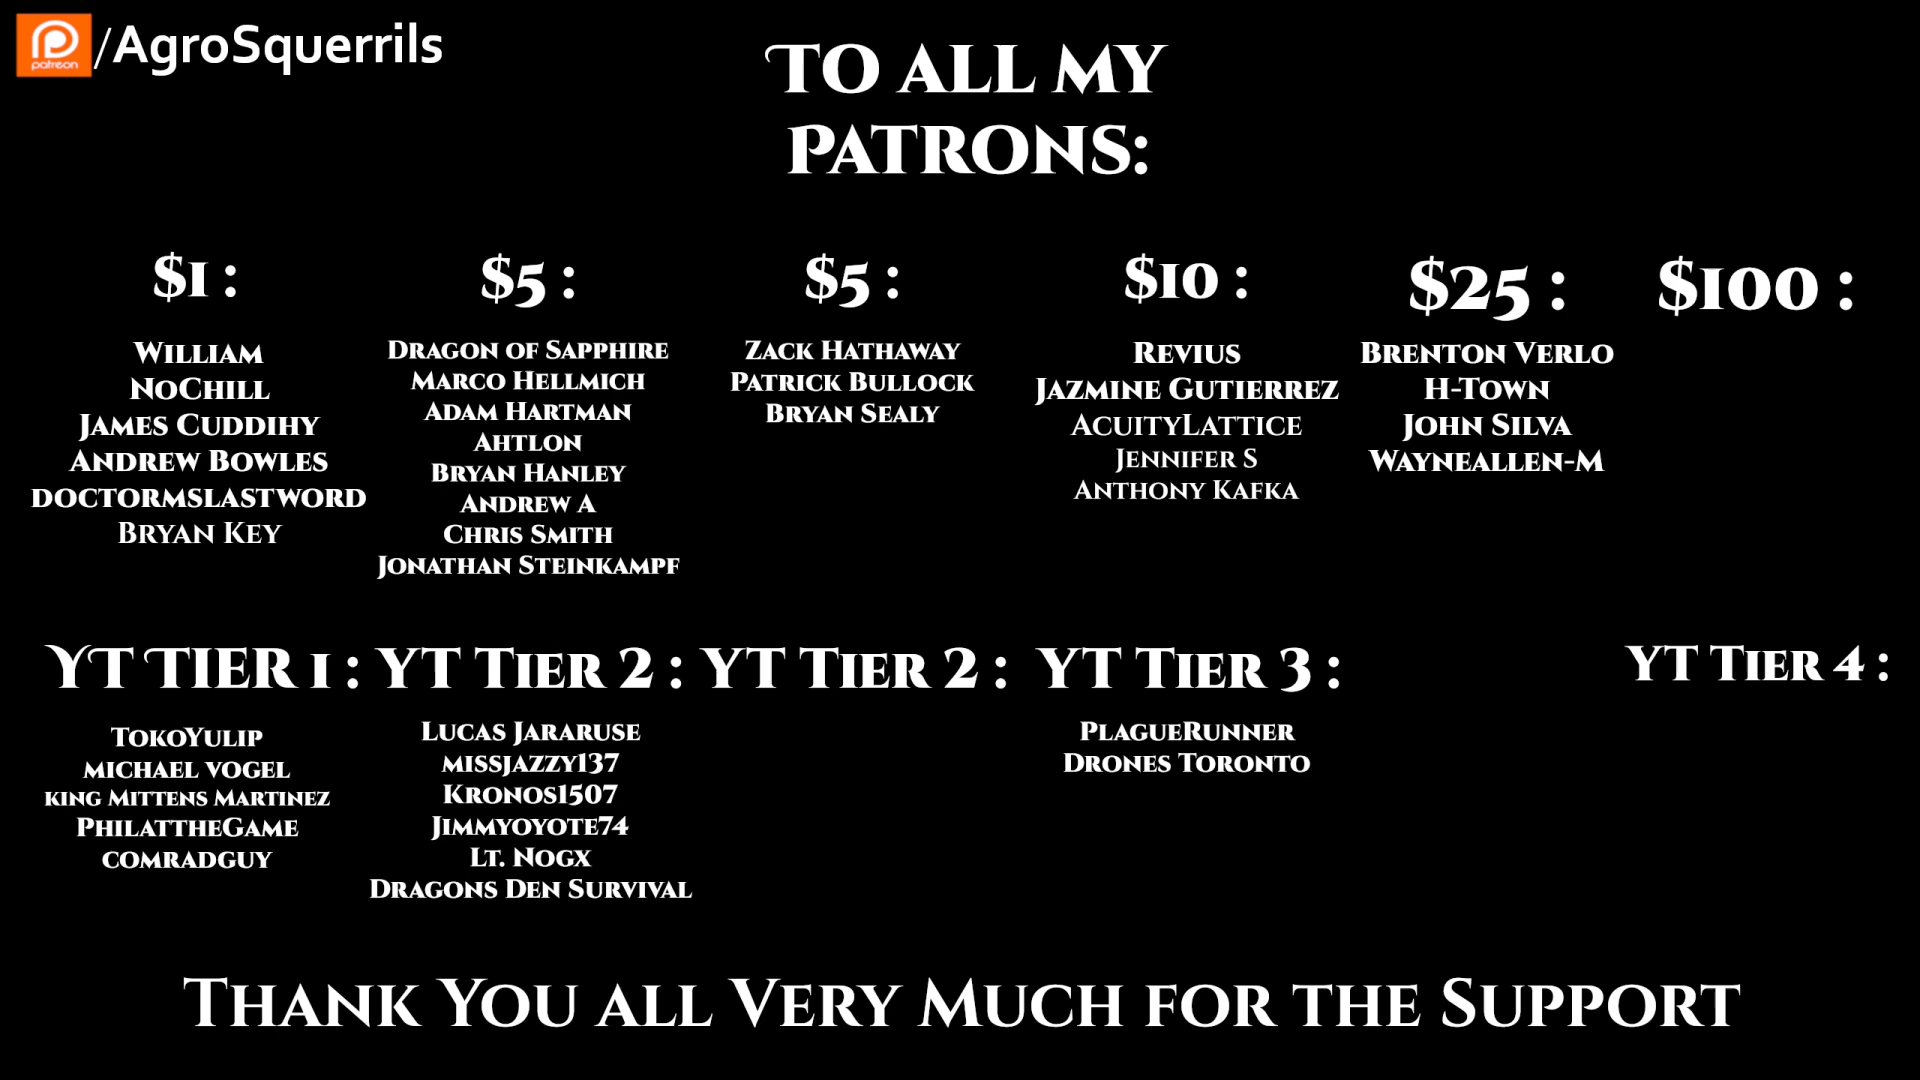 patreon
/AgroSquerrils
To all my
Patrons:
$1 :
William
NoChill
James Cuddihy
Andrew Bowles
doctormslastword
Bryan Key
$5 :
Dragon of Sapphire
Marco Hellmich
Adam Hartman
Ahtlon
Bryan Hanley
Andrew A
Chris Smith
Jonathan Steinkampf
$5 :
Zack Hathaway
Patrick Bullock
Bryan Sealy
$10 :
Revius
Jazmine Gutierrez
AcuityLattice
Jennifer S
Anthony Kafka
$25 :
Brenton Verlo
H-Town
John Silva
Wayneallen-M
$100 :
YT Tier 1 :
TokoYulip
michael vogel
king Mittens Martinez
PhilattheGame
comradguy
YT Tier 2 :
Lucas Jararuse
missjazzy137
Kronos1507
Jimmyoyote74
Lt. Nogx
Dragons Den Survival
YT Tier 2 :
YT Tier 3 :
PlagueRunner
Drones Toronto
YT Tier 4 :
Thank You all Very Much for the Support